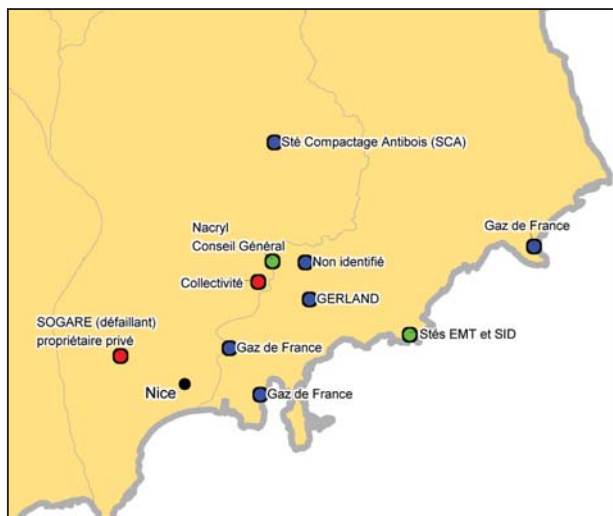 Sté Compactage Antibois (SCA)
Gaz de France
Nacryl
Conseil Général
Non identifié
Collectivité
GERLAND
SOGARE (défaillant)
propriétaire privé
Stés EMT et SID
Gaz de France
Nice
Gaz de France